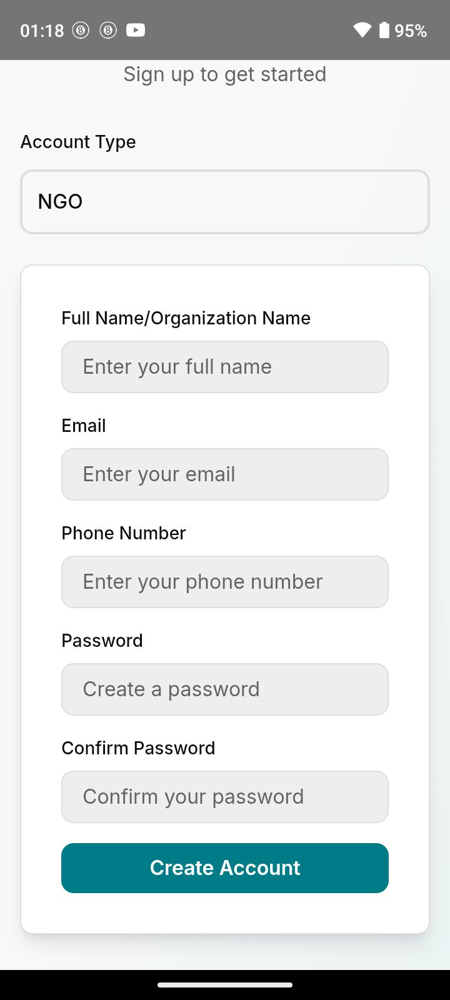 01:18 95%
Sign up to get started
Account Type
NGO
Full Name/Organization Name
Enter your full name
Email
Enter your email
Phone Number
Enter your phone number
Password
Create a password
Confirm Password
Confirm your password
Create Account